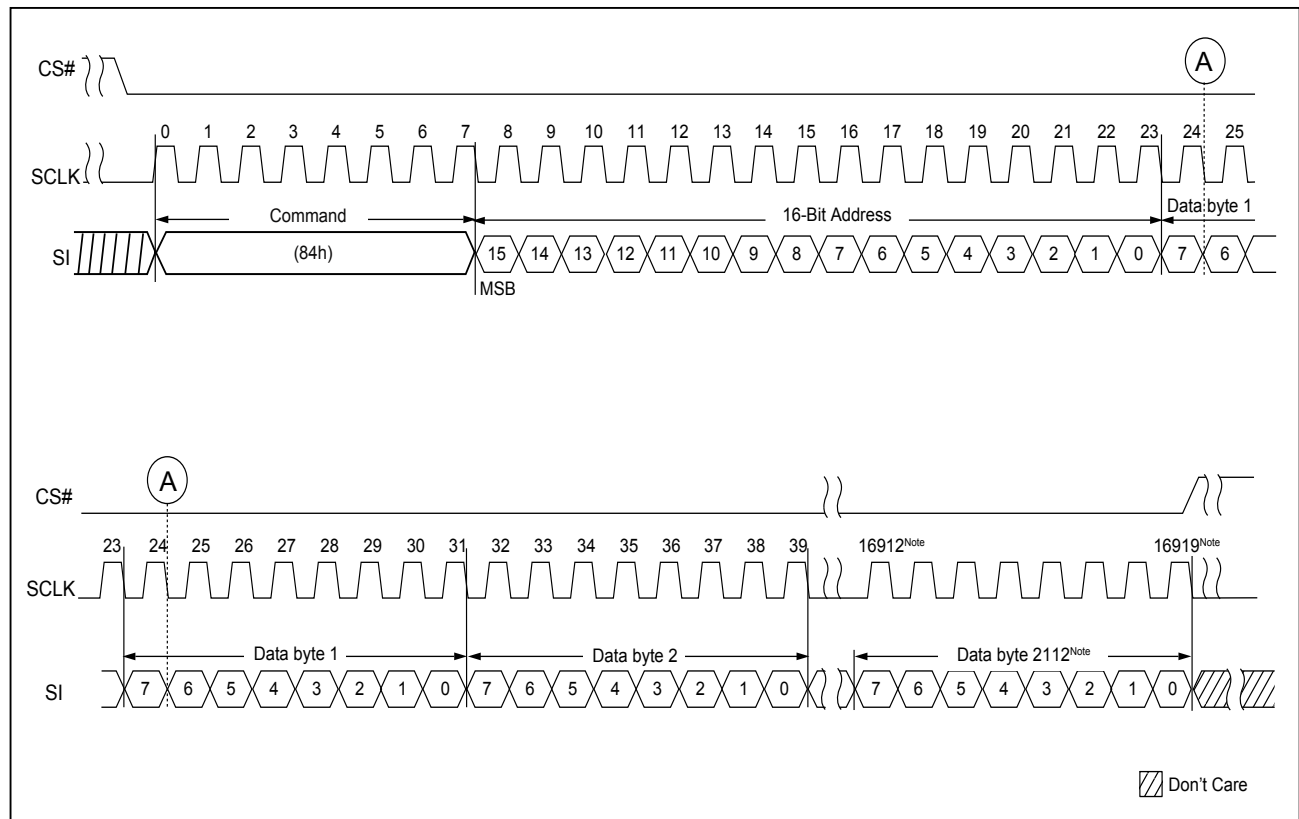 A
CS#
0 1 2 3 4 5 6 7 8 9 10 11 12 13 14 15 16 17 18 19 20 21 22 23 24 25
SCLK
Command 16-Bit Address Data byte 1
SI (84h) 15 14 13 12 11 10 9 8 7 6 5 4 3 2 1 0 7 6
MSB
A
CS#
23 24 25 26 27 28 29 30 31 32 33 34 35 36 37 38 39 16912Note 16919Note
SCLK
Data byte 1 Data byte 2 Data byte 2112Note
SI 7 6 5 4 3 2 1 0 7 6 5 4 3 2 1 0 7 6 5 4 3 2 1 0
Don't Care